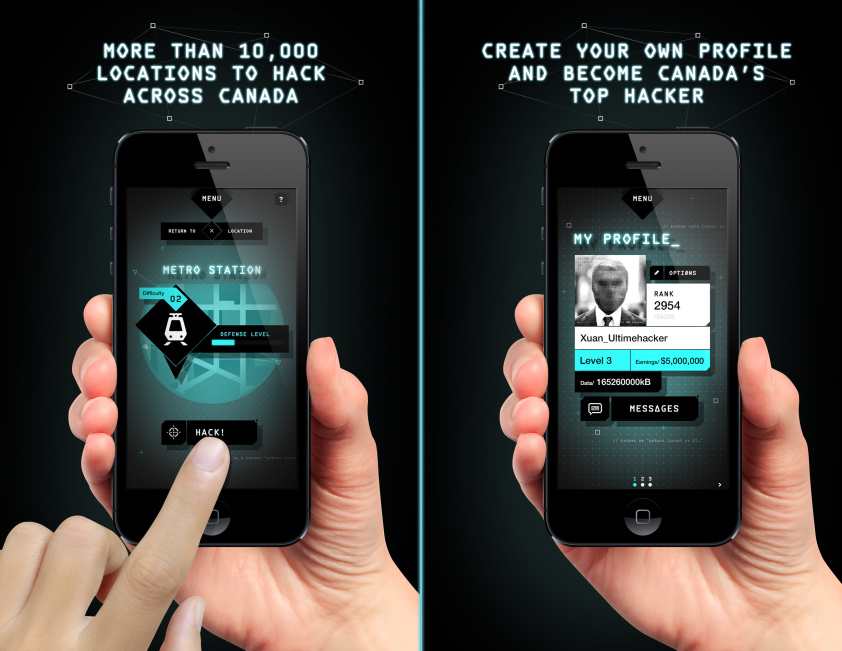 MORE THAN 10,000
LOCATIONS TO HACK
ACROSS CANADA
MENU
?
RETURN TO × LOCATION
METRO STATION
Difficulty 02
DEFENSE LEVEL
HACK!
CREATE YOUR OWN PROFILE
AND BECOME CANADA'S
TOP HACKER
MENU
MY PROFILE_
OPTIONS
RANK
2954
Xuan_Ultimehacker
Level 3
Earnings/ $5,000,000
Data/ 165260000kB
MESSAGES
1 2 3